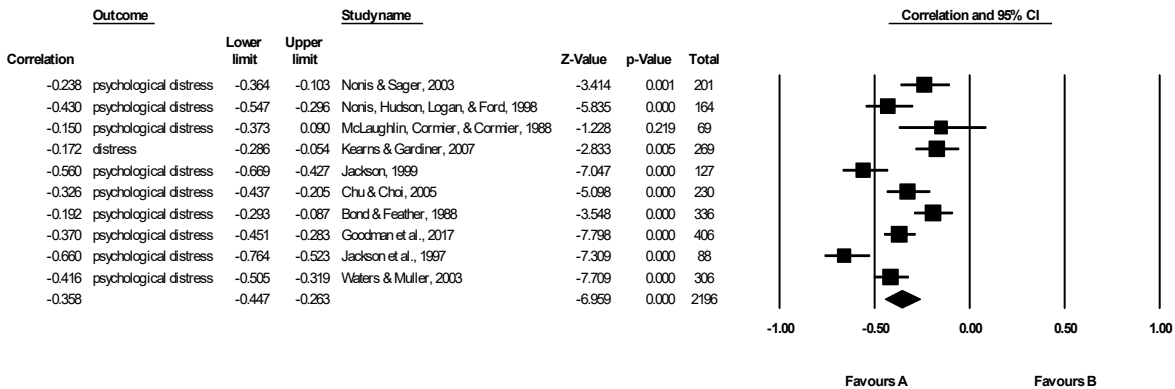 Outcome Studyname Correlation and 95% CI
Lower Upper
Correlation limit limit Z-Value p-Value Total
-0.238 psychological distress -0.364 -0.103 Nonis & Sager, 2003 -3.414 0.001 201
-0.430 psychological distress -0.547 -0.296 Nonis, Hudson, Logan, & Ford, 1998 -5.835 0.000 164
-0.150 psychological distress -0.373 0.090 McLaughlin, Cormier, & Cormier, 1988 -1.228 0.219 69
-0.172 distress -0.286 -0.054 Kearns & Gardiner, 2007 -2.833 0.005 269
-0.560 psychological distress -0.669 -0.427 Jackson, 1999 -7.047 0.000 127
-0.326 psychological distress -0.437 -0.205 Chu & Choi, 2005 -5.098 0.000 230
-0.192 psychological distress -0.293 -0.087 Bond & Feather, 1988 -3.548 0.000 336
-0.370 psychological distress -0.451 -0.283 Goodman et al., 2017 -7.798 0.000 406
-0.660 psychological distress -0.764 -0.523 Jackson et al., 1997 -7.309 0.000 88
-0.416 psychological distress -0.505 -0.319 Waters & Muller, 2003 -7.709 0.000 306
-0.358 -0.447 -0.263 -6.959 0.000 2196
-1.00 -0.50 0.00 0.50 1.00
Favours A Favours B